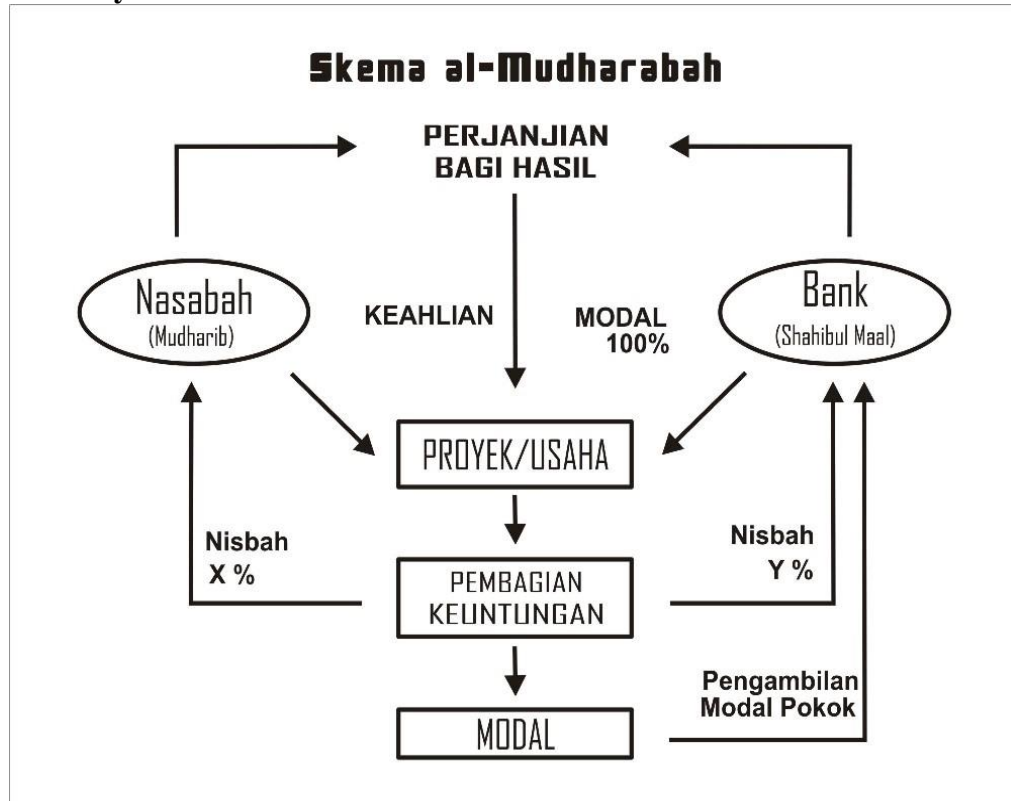 Skema al-Mudharabah
PERJANJIAN
BAGI HASIL
Nasabah
(Mudharib)
KEAHLIAN
MODAL
100%
Bank
(Shahibul Maal)
PROYEK/USAHA
Nisbah
X %
PEMBAGIAN
KEUNTUNGAN
Nisbah
Y %
Pengambilan
Modal Pokok
MODAL